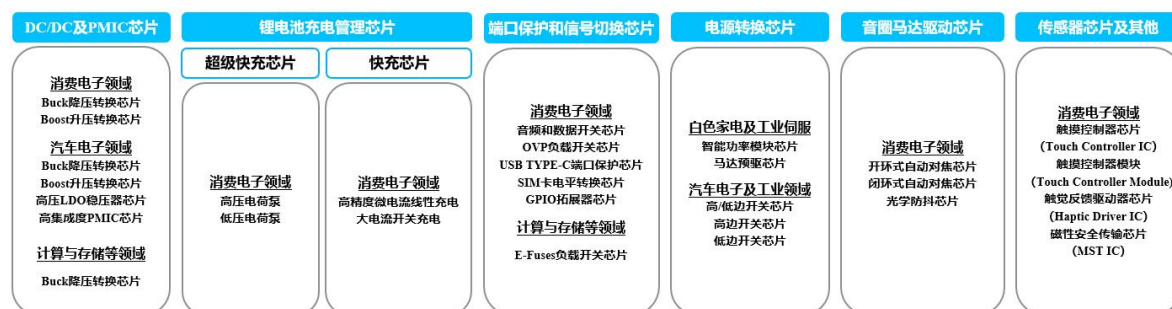 DC/DC及PMIC芯片
消费电子领域
Buck降压转换芯片
Boost升压转换芯片
汽车电子领域
Buck降压转换芯片
Boost升压转换芯片
高压LDO稳压器芯片
高集成度PMIC芯片
计算与存储等领域
Buck降压转换芯片
锂电池充电管理芯片
超级快充芯片
消费电子领域
高压电荷泵
低压电荷泵
快充芯片
消费电子领域
高精度微电流线性充电
大电流开关充电
端口保护和信号切换芯片
消费电子领域
音频和数据开关芯片
OVP负载开关芯片
USB TYPE-C端口保护芯片
SIM卡电平转换芯片
GPIO拓展器芯片
计算与存储等领域
E-Fuses负载开关芯片
电源转换芯片
白色家电及工业伺服
智能功率模块芯片
马达预驱芯片
汽车电子及工业领域
高/低边开关芯片
高边开关芯片
低边开关芯片
音圈马达驱动芯片
消费电子领域
开环式自动对焦芯片
闭环式自动对焦芯片
光学防抖芯片
传感器芯片及其他
消费电子领域
触摸控制器芯片
（Touch Controller IC）
触摸控制器模块
（Touch Controller Module）
触觉反馈驱动器芯片
（Haptic Driver IC）
磁性安全传输芯片
（MST IC）